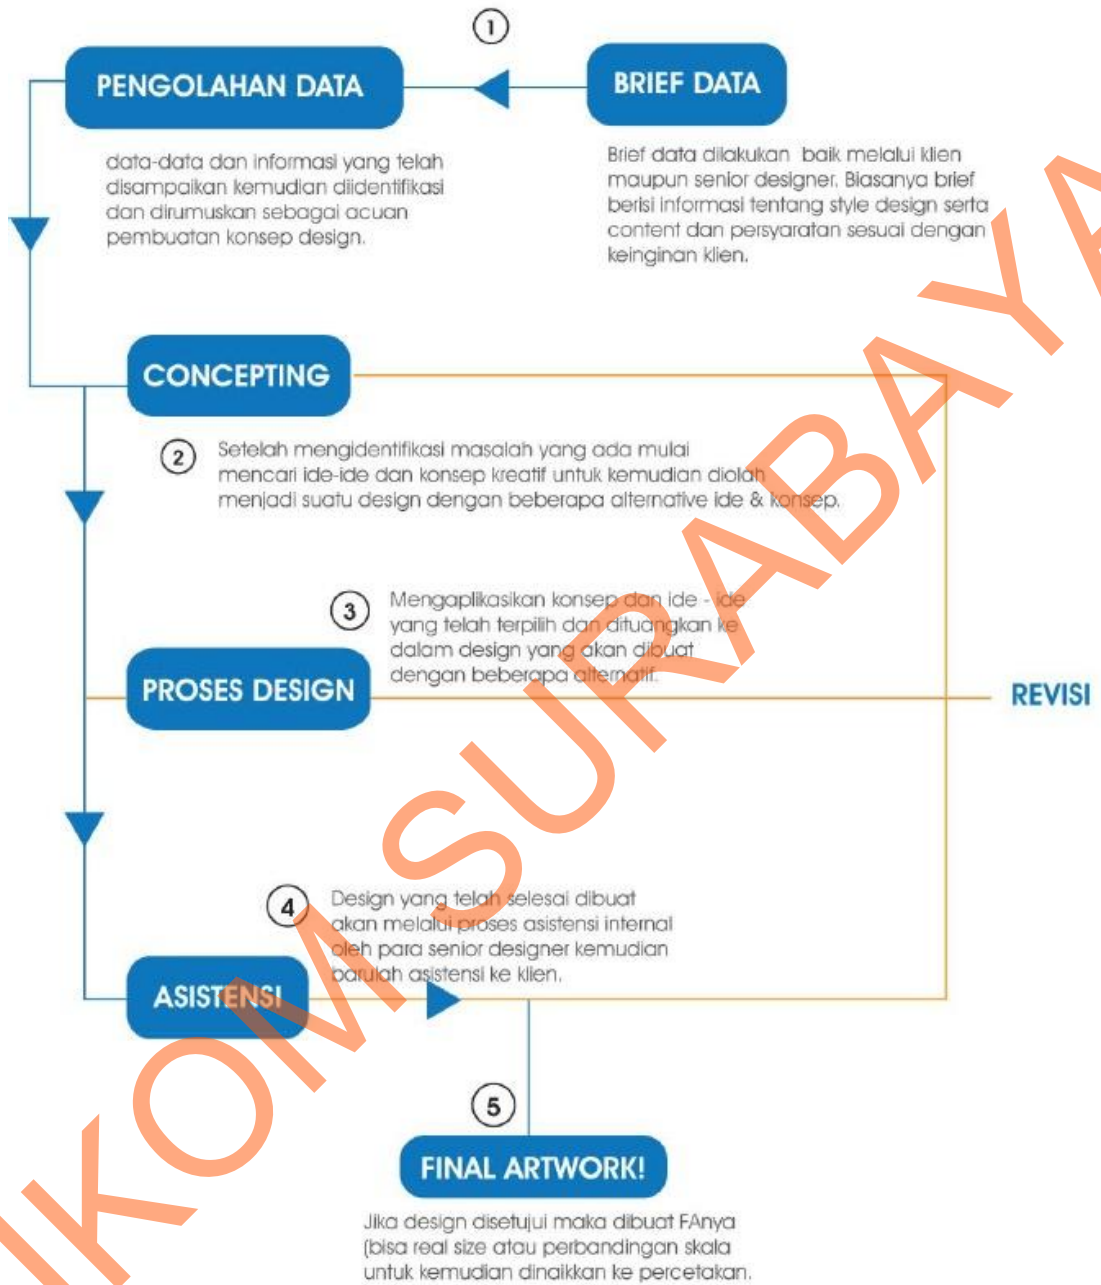 1
PENGOLAHAN DATA
BRIEF DATA
data-data dan informasi yang telah
disampaikan kemudian diidentifikasi
dan dirumuskan sebagai acuan
pembuatan konsep design.
Brief data dilakukan baik melalui klien
maupun senior designer. Biasanya brief
berisi informasi tentang style design serta
content dan persyaratan sesuai dengan
keinginan klien.
CONCEPTING
2
Setelah mengidentifikasi masalah yang ada mulai
mencari ide-ide dan konsep kreatif untuk kemudian diolah
menjadi suatu design dengan beberapa alternative ide & konsep.
3
Mengaplikasikan konsep dan ide - ide
yang telah terpilih dan dituangkan ke
dalam design yang akan dibuat
dengan beberapa alternatif.
PROSES DESIGN
REVISI
4
Design yang telah selesai dibuat
akan melalui proses asistensi internal
oleh para senior designer kemudian
barulah asistensi ke klien.
ASISTENSI
5
FINAL ARTWORK!
Jika design disetujui maka dibuat FAnya
(bisa real size atau perbandingan skala
untuk kemudian dinaikkan ke percetakan.
IKOM SURABAYA